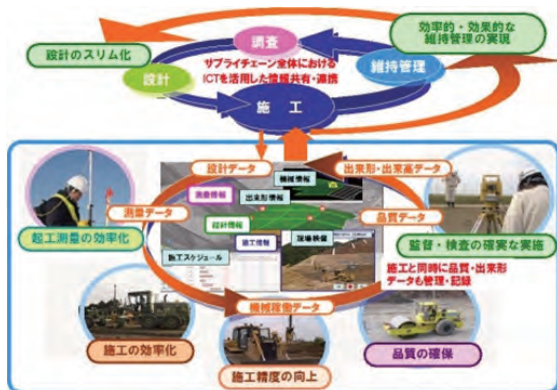 調査
効率的・効果的な
維持管理の実現
設計のスリム化
サプライチェーン全体における
ICTを活用した情報共有・連携
設計
維持管理
施工
設計データ
出来形・出来高データ
機械情報
測量情報
出来形情報
測量データ
品質データ
設計情報
起工測量の効率化
施工情報
現場映像
監督・検査の確実な実施
施工スケジュール
施工と同時に品質・出来形
データも管理・記録
機械稼働データ
施工の効率化
品質の確保
施工精度の向上